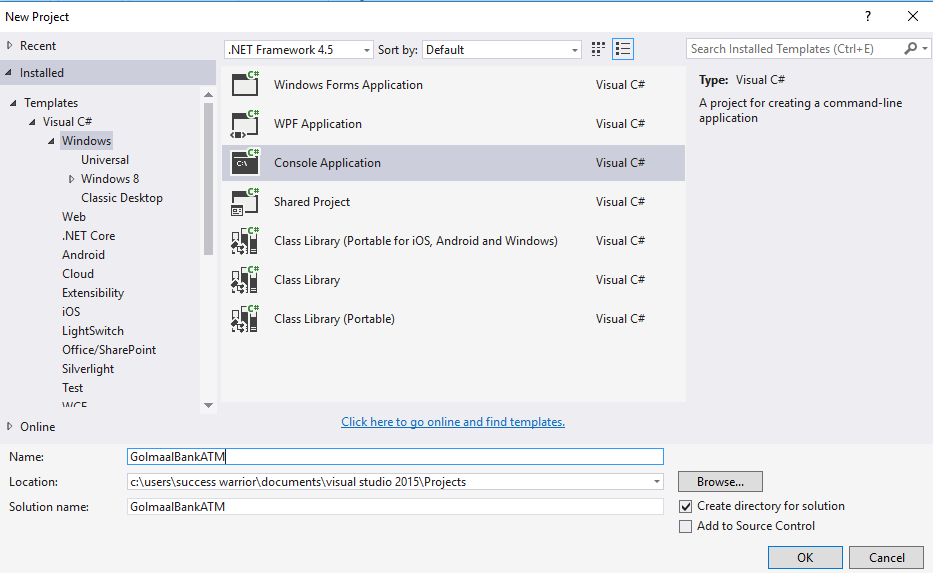 New Project
?
Recent
.NET Framework 4.5
Sort by:
Default
Search Installed Templates (Ctrl+E)
Installed
Templates
Visual C#
Windows
Universal
Windows 8
Classic Desktop
Web
.NET Core
Android
Cloud
Extensibility
iOS
LightSwitch
Office/SharePoint
Silverlight
Test
WCF
Online
C# Windows Forms Application Visual C#
C# WPF Application Visual C#
C:\ C# Console Application Visual C#
C# Shared Project Visual C#
C# Class Library (Portable for iOS, Android and Windows) Visual C#
C# Class Library Visual C#
C# Class Library (Portable) Visual C#
Click here to go online and find templates.
Type: Visual C#
A project for creating a command-line
application
Name: GolmaalBankATM
Location: c:\users\success warrior\documents\visual studio 2015\Projects
Browse...
Solution name: GolmaalBankATM
Create directory for solution
Add to Source Control
OK
Cancel